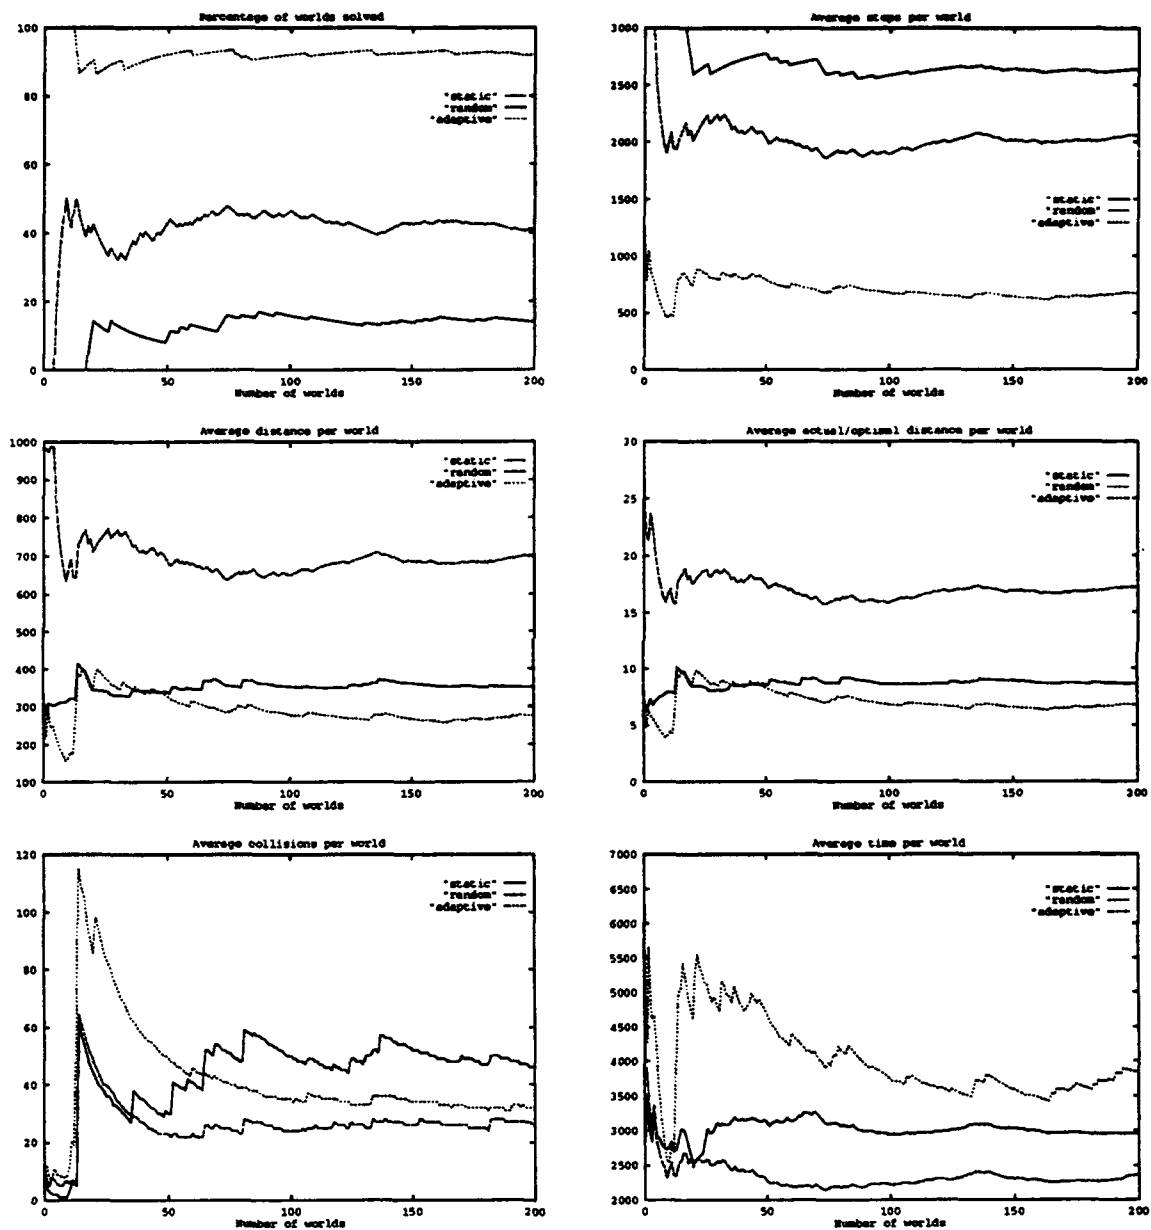 Percentage of worlds solved
100
80
60
40
20
0
"static"
"random"
"adaptive"
0 50 100 150 200
Number of worlds
Average steps per world
3000
2500
2000
1500
1000
500
0
"static"
"random"
"adaptive"
0 50 100 150 200
Number of worlds
Average distance per world
1000
900
800
700
600
500
400
300
200
100
"static"
"random"
"adaptive"
0 50 100 150 200
Number of worlds
Average actual/optimal distance per world
30
25
20
15
10
5
0
"static"
"random"
"adaptive"
0 50 100 150 200
Number of worlds
Average collisions per world
120
100
80
60
40
20
0
"static"
"random"
"adaptive"
0 50 100 150 200
Number of worlds
Average time per world
7000
6500
6000
5500
5000
4500
4000
3500
3000
2500
2000
"static"
"random"
"adaptive"
0 50 100 150 200
Number of worlds